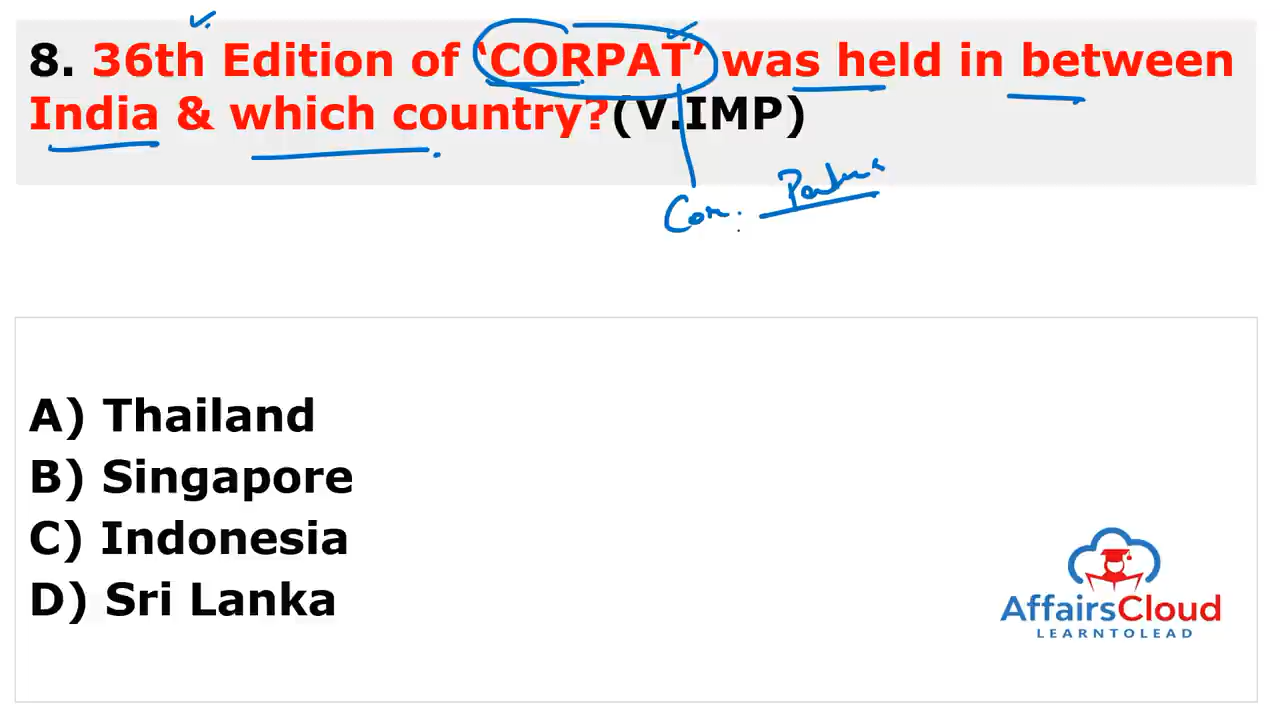 8. 36th Edition of ‘CORPAT’ was held in between
India & which country?(V.IMP)
A) Thailand
B) Singapore
C) Indonesia
D) Sri Lanka
AffairsCloud
LEARNTOLEAD